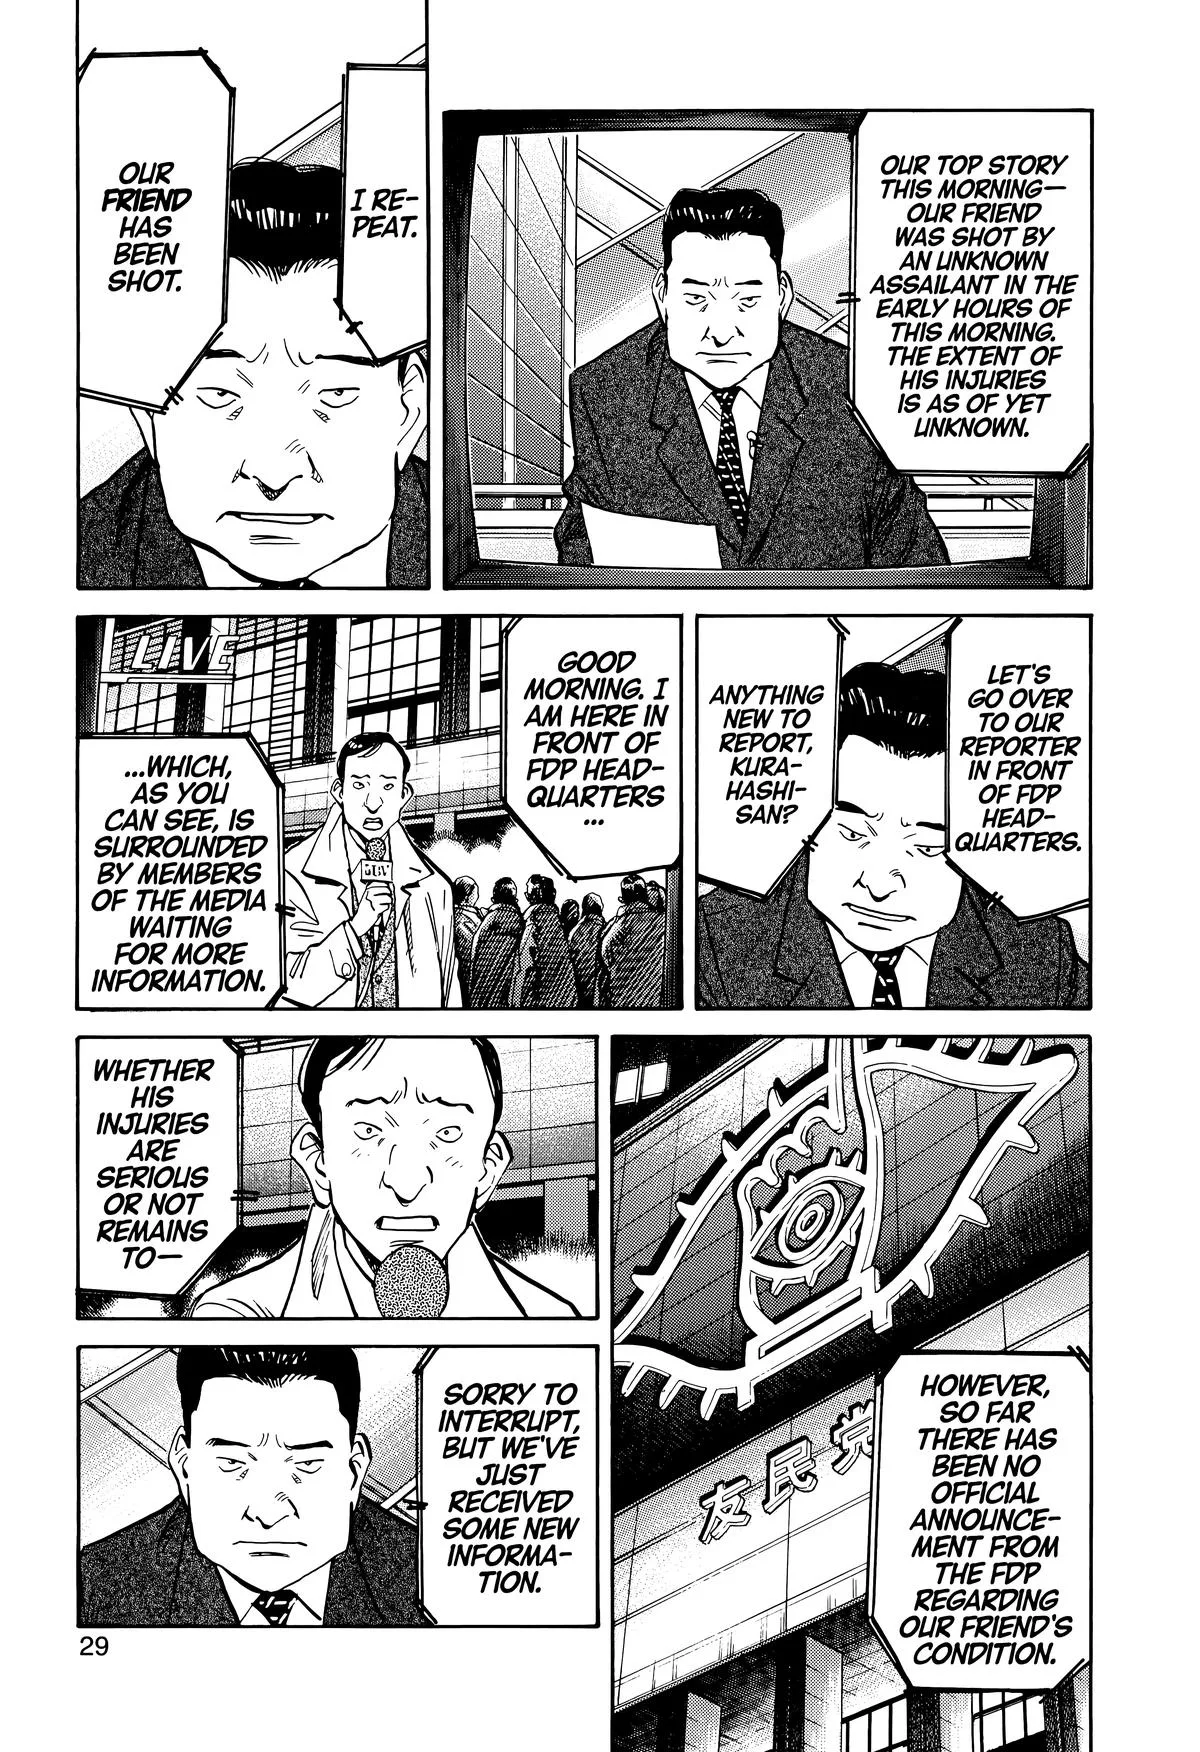 OUR TOP STORY
THIS MORNING—
OUR FRIEND
WAS SHOT BY
AN UNKNOWN
ASSAILANT IN THE
EARLY HOURS OF
THIS MORNING.
THE EXTENT OF
HIS INJURIES
IS AS OF YET
UNKNOWN.
I RE-
PEAT.
OUR
FRIEND
HAS
BEEN
SHOT.
LET'S
GO OVER
TO OUR
REPORTER
IN FRONT
OF FDP
HEAD-
QUARTERS.
ANYTHING
NEW TO
REPORT,
KURA-
HASHI-
SAN?
GOOD
MORNING. I
AM HERE IN
FRONT OF
FDP HEAD-
QUARTERS
...
LIVE
...WHICH,
AS YOU
CAN SEE, IS
SURROUNDED
BY MEMBERS
OF THE MEDIA
WAITING
FOR MORE
INFORMATION.
HOWEVER,
SO FAR
THERE HAS
BEEN NO
OFFICIAL
ANNOUNCE-
MENT FROM
THE FDP
REGARDING
OUR FRIEND'S
CONDITION.
友民党
WHETHER
HIS
INJURIES
ARE
SERIOUS
OR NOT
REMAINS
TO—
SORRY TO
INTERRUPT,
BUT WE'VE
JUST
RECEIVED
SOME NEW
INFORMA-
TION.
29